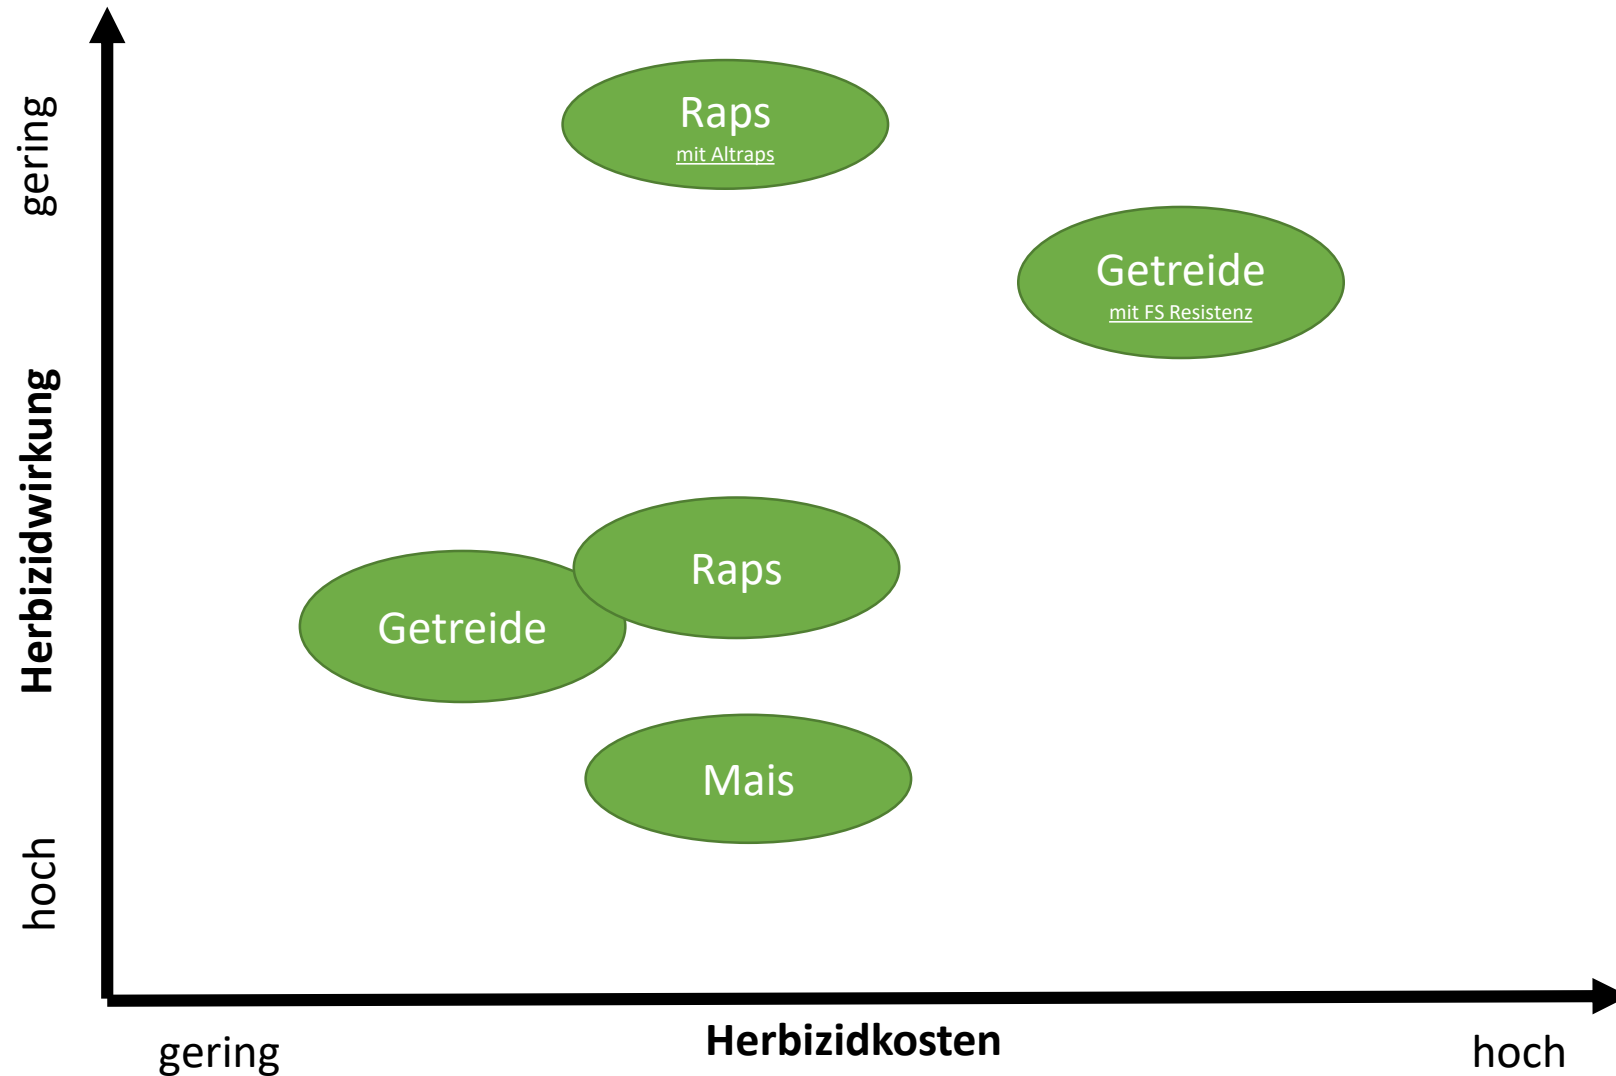 gering
Raps
mit Altraps
Getreide
mit FS Resistenz
Herbizidwirkung
Raps
Getreide
Mais
hoch
gering
Herbizidkosten
hoch